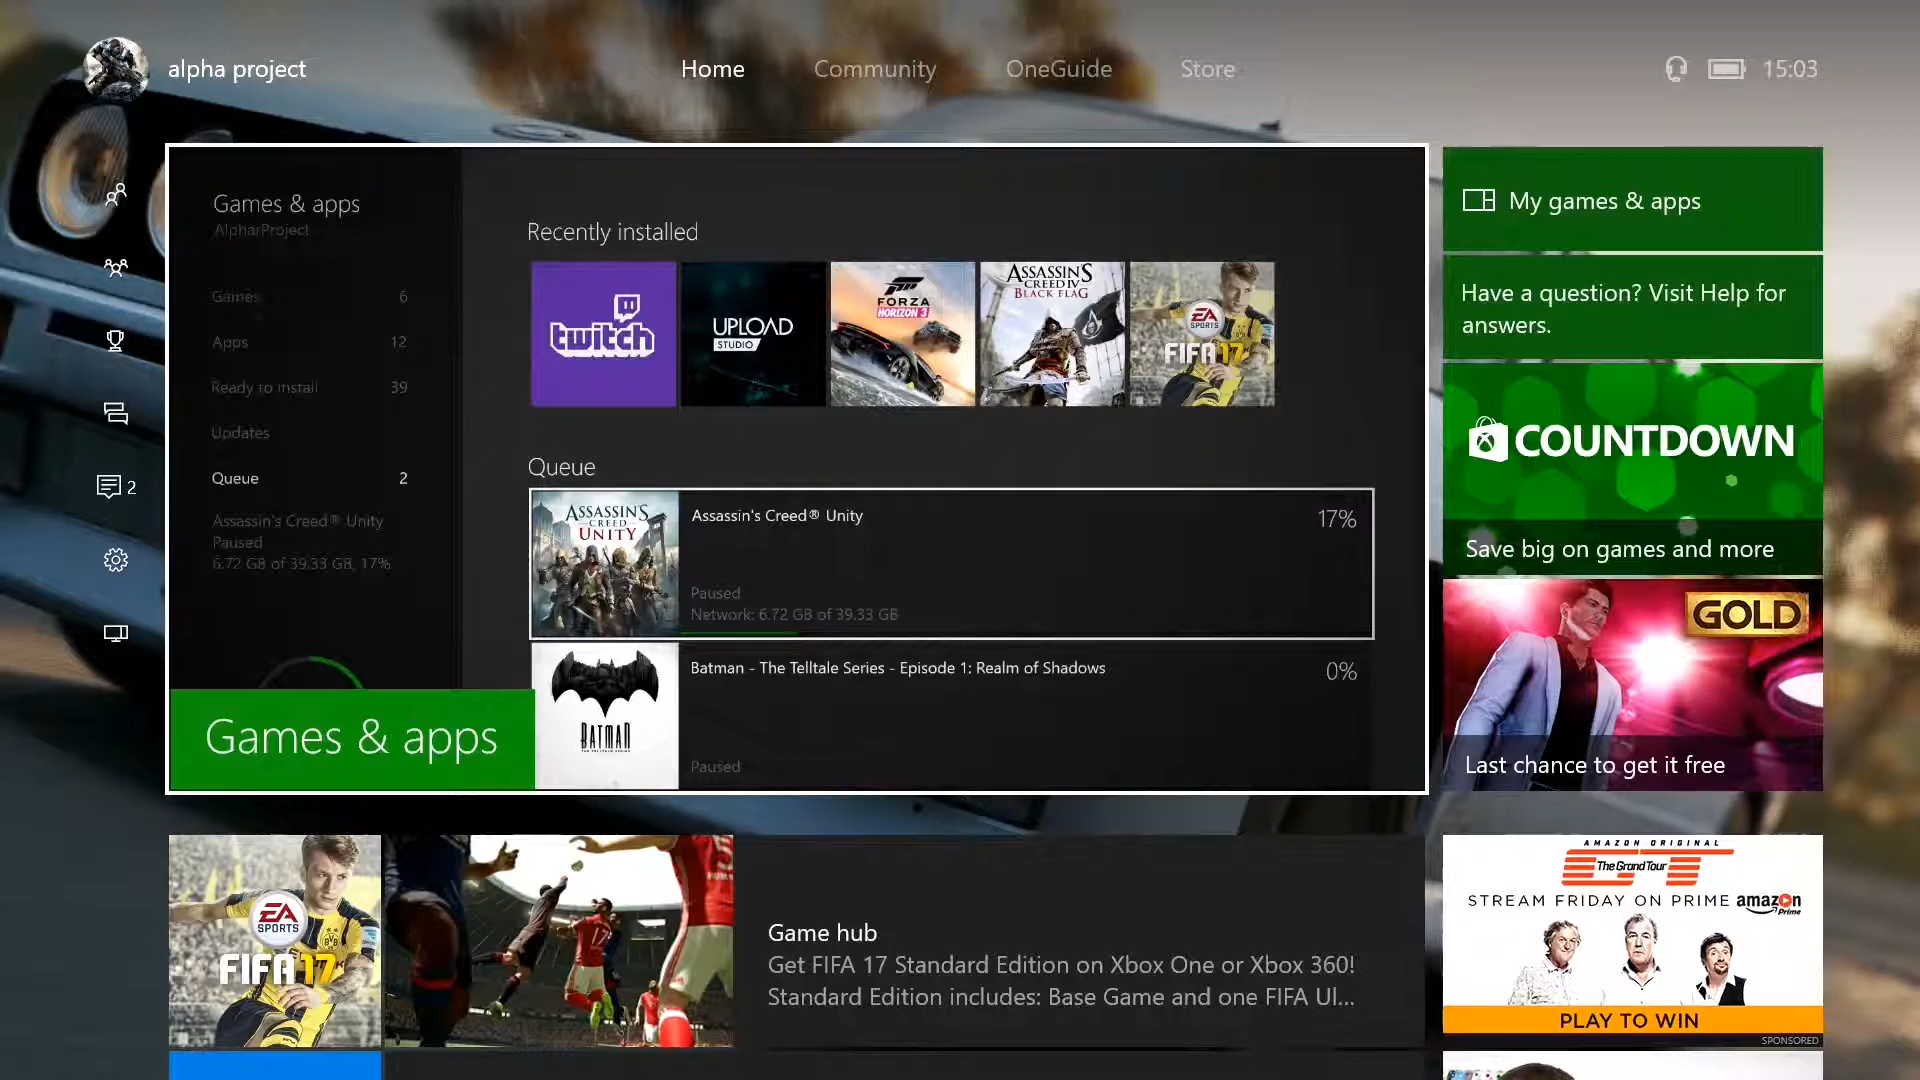 alpha project
Home
Community
OneGuide
Store
15:03
2
Games & apps
AlpharProject
Games 6
Apps 12
Ready to install 39
Updates
Queue 2
Assassin's Creed® Unity
Paused
6.72 GB of 39.33 GB, 17%
Games & apps
Recently installed
twitch
UPLOAD
STUDIO
FORZA
HORIZON 3
ASSASSIN'S
CREED IV
BLACK FLAG
EA
SPORTS
FIFA 17
Queue
ASSASSIN'S
CREED
UNITY
Assassin's Creed® Unity
17%
Paused
Network: 6.72 GB of 39.33 GB
BATMAN
Batman - The Telltale Series - Episode 1: Realm of Shadows
0%
Paused
My games & apps
Have a question? Visit Help for
answers.
COUNTDOWN
Save big on games and more
GOLD
Last chance to get it free
EA
SPORTS
FIFA 17
17
Game hub
Get FIFA 17 Standard Edition on Xbox One or Xbox 360!
Standard Edition includes: Base Game and one FIFA Ul...
AMAZON ORIGINAL
GT
The Grand Tour
STREAM FRIDAY ON PRIME amazon
Prime
PLAY TO WIN
SPONSORED